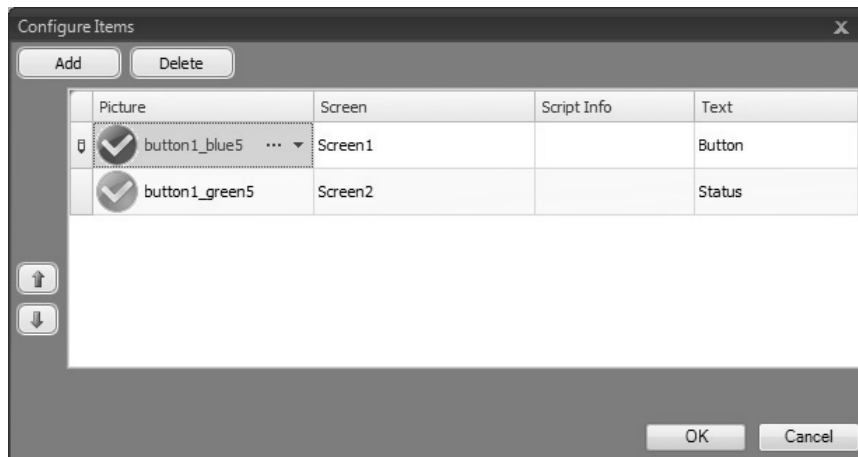 Configure Items X
Add Delete
Picture Screen Script Info Text
button1_blue5 ... Screen1 Button
button1_green5 Screen2 Status
OK Cancel